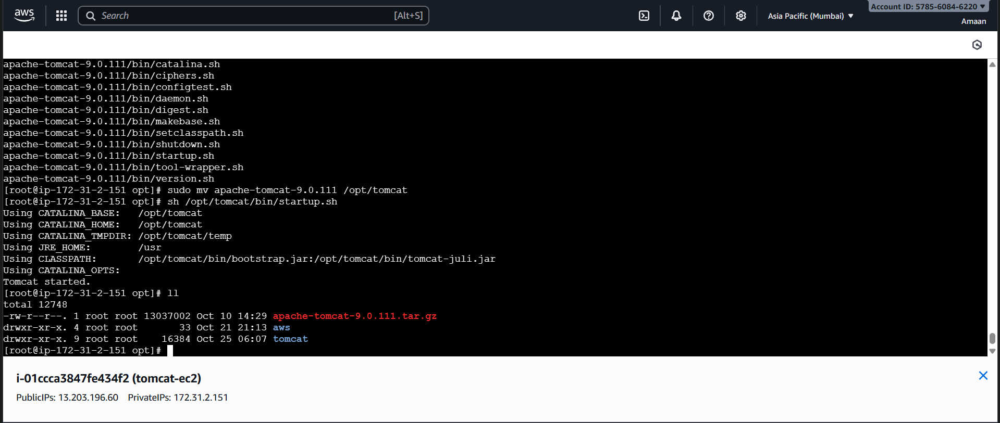 aws
Search [Alt+S]
Asia Pacific (Mumbai) ▼
Account ID: 5785-6084-6220 ▼
Amaan
apache-tomcat-9.0.111/bin/catalina.sh
apache-tomcat-9.0.111/bin/ciphers.sh
apache-tomcat-9.0.111/bin/configtest.sh
apache-tomcat-9.0.111/bin/daemon.sh
apache-tomcat-9.0.111/bin/digest.sh
apache-tomcat-9.0.111/bin/makebase.sh
apache-tomcat-9.0.111/bin/setclasspath.sh
apache-tomcat-9.0.111/bin/shutdown.sh
apache-tomcat-9.0.111/bin/startup.sh
apache-tomcat-9.0.111/bin/tool-wrapper.sh
apache-tomcat-9.0.111/bin/version.sh
[root@ip-172-31-2-151 opt]# sudo mv apache-tomcat-9.0.111 /opt/tomcat
[root@ip-172-31-2-151 opt]# sh /opt/tomcat/bin/startup.sh
Using CATALINA_BASE:   /opt/tomcat
Using CATALINA_HOME:   /opt/tomcat
Using CATALINA_TMPDIR: /opt/tomcat/temp
Using JRE_HOME:        /usr
Using CLASSPATH:       /opt/tomcat/bin/bootstrap.jar:/opt/tomcat/bin/tomcat-juli.jar
Using CATALINA_OPTS:
Tomcat started.
[root@ip-172-31-2-151 opt]# ll
total 12748
-rw-r--r--. 1 root root 13037002 Oct 10 14:29 apache-tomcat-9.0.111.tar.gz
drwxr-xr-x. 4 root root       33 Oct 21 21:13 aws
drwxr-xr-x. 9 root root    16384 Oct 25 06:07 tomcat
[root@ip-172-31-2-151 opt]#
i-01ccca3847fe434f2 (tomcat-ec2)
PublicIPs: 13.203.196.60 PrivateIPs: 172.31.2.151